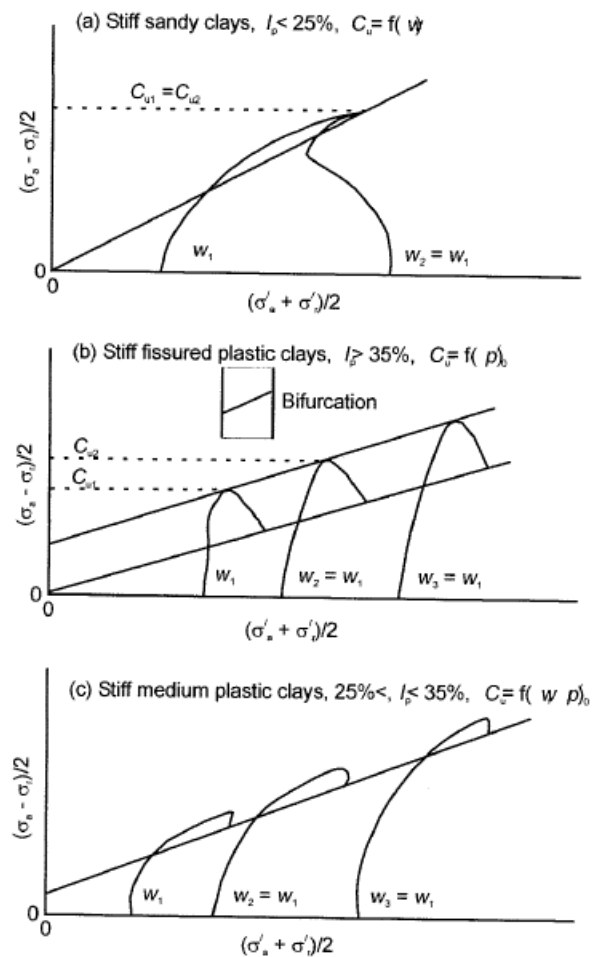 (a) Stiff sandy clays, Iₚ< 25%, Cᵤ= f( w)
Cᵤ₁ = Cᵤ₂
(σₐ − σᵣ)/2
w₁
w₂ = w₁
0
0
(σ′ₐ + σ′ᵣ)/2
(b) Stiff fissured plastic clays, Iₚ> 35%, Cᵤ= f( p′)₀
Bifurcation
Cᵤ₂
Cᵤ₁
(σₐ − σᵣ)/2
w₁
w₂ = w₁
w₃ = w₁
0
0
(σ′ₐ + σ′ᵣ)/2
(c) Stiff medium plastic clays, 25%<, Iₚ< 35%, Cᵤ= f( w, p′)₀
(σₐ − σᵣ)/2
w₁
w₂ = w₁
w₃ = w₁
0
0
(σ′ₐ + σ′ᵣ)/2